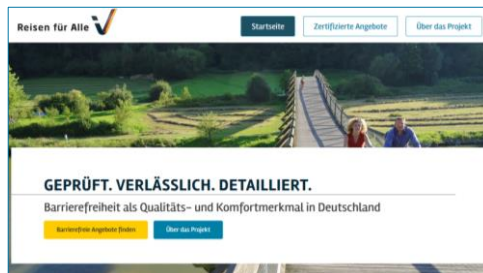 Reisen für Alle
Startseite
Zertifizierte Angebote
Über das Projekt
GEPRÜFT. VERLÄSSLICH. DETAILLIERT.
Barrierefreiheit als Qualitäts- und Komfortmerkmal in Deutschland
Barrierefreie Angebote finden
Über das Projekt